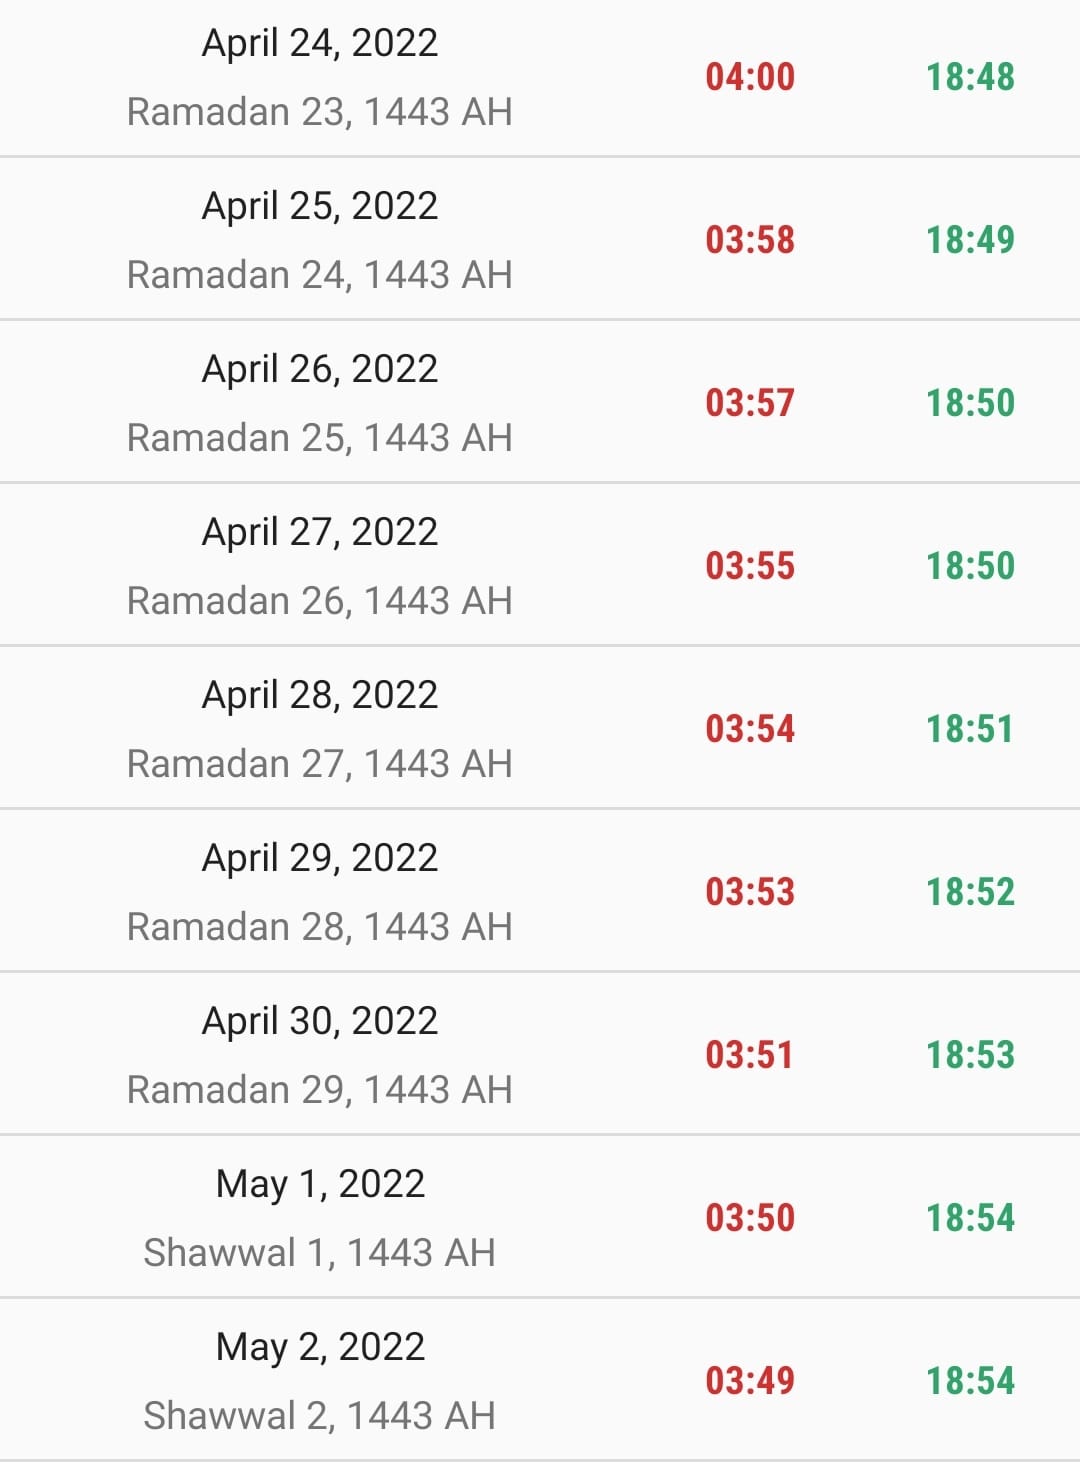 April 24, 2022
Ramadan 23, 1443 AH
04:00
18:48
April 25, 2022
Ramadan 24, 1443 AH
03:58
18:49
April 26, 2022
Ramadan 25, 1443 AH
03:57
18:50
April 27, 2022
Ramadan 26, 1443 AH
03:55
18:50
April 28, 2022
Ramadan 27, 1443 AH
03:54
18:51
April 29, 2022
Ramadan 28, 1443 AH
03:53
18:52
April 30, 2022
Ramadan 29, 1443 AH
03:51
18:53
May 1, 2022
Shawwal 1, 1443 AH
03:50
18:54
May 2, 2022
Shawwal 2, 1443 AH
03:49
18:54